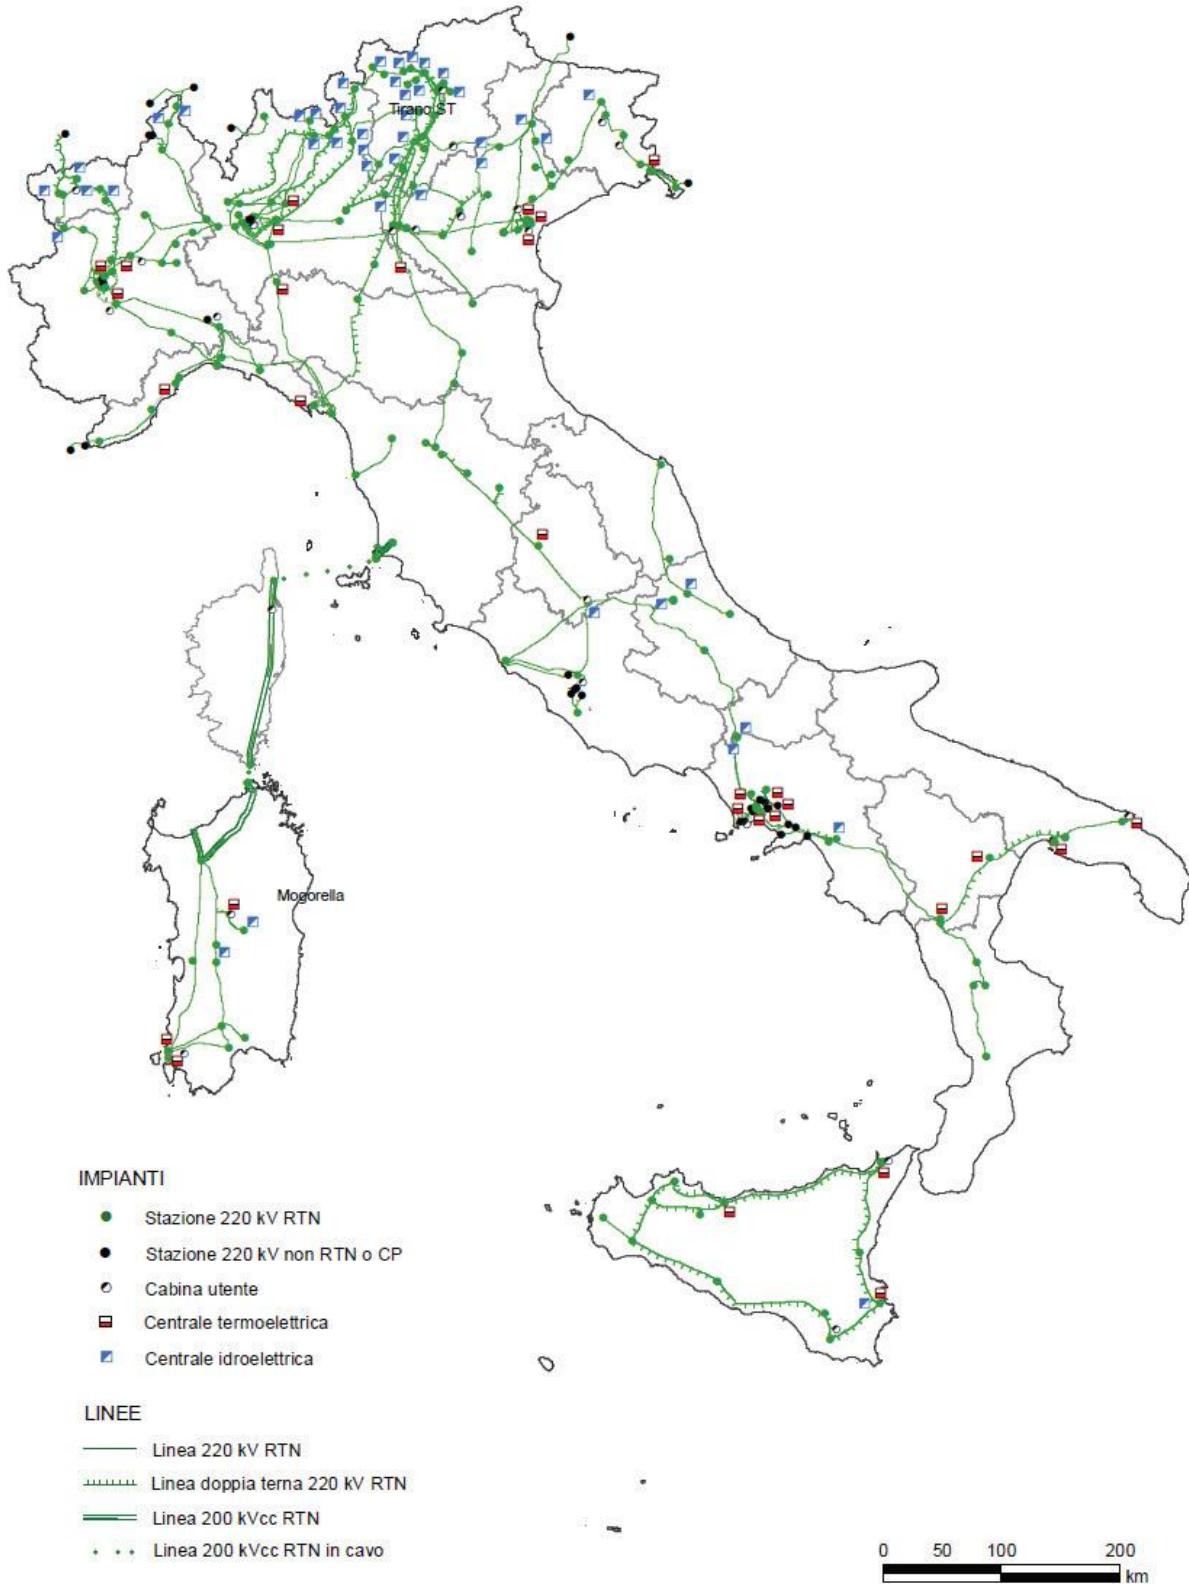 Tirano ST
Mogorella
IMPIANTI
Stazione 220 kV RTN
Stazione 220 kV non RTN o CP
Cabina utente
Centrale termoelettrica
Centrale idroelettrica
LINEE
Linea 220 kV RTN
Linea doppia terna 220 kV RTN
Linea 200 kVcc RTN
Linea 200 kVcc RTN in cavo
0 50 100 200
km